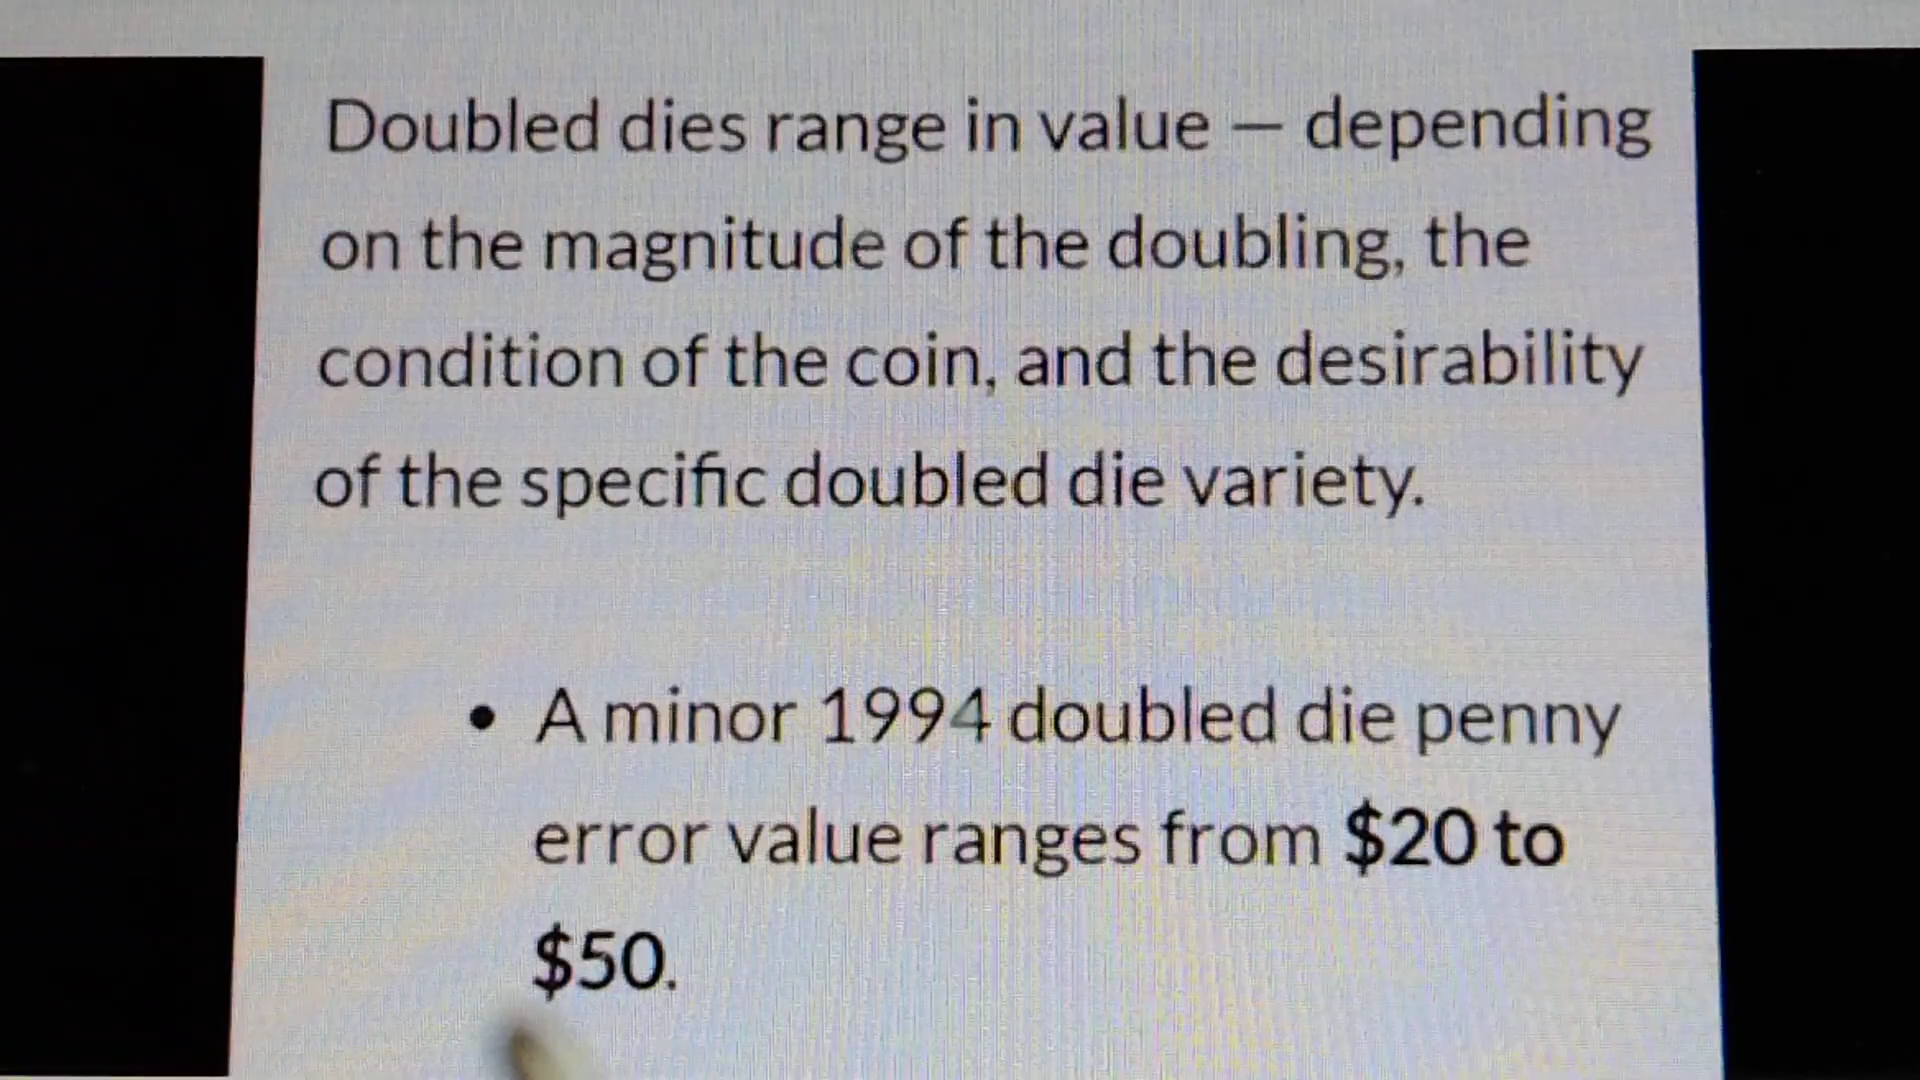 Doubled dies range in value — depending
on the magnitude of the doubling, the
condition of the coin, and the desirability
of the specific doubled die variety.
• A minor 1994 doubled die penny
error value ranges from $20 to
$50.